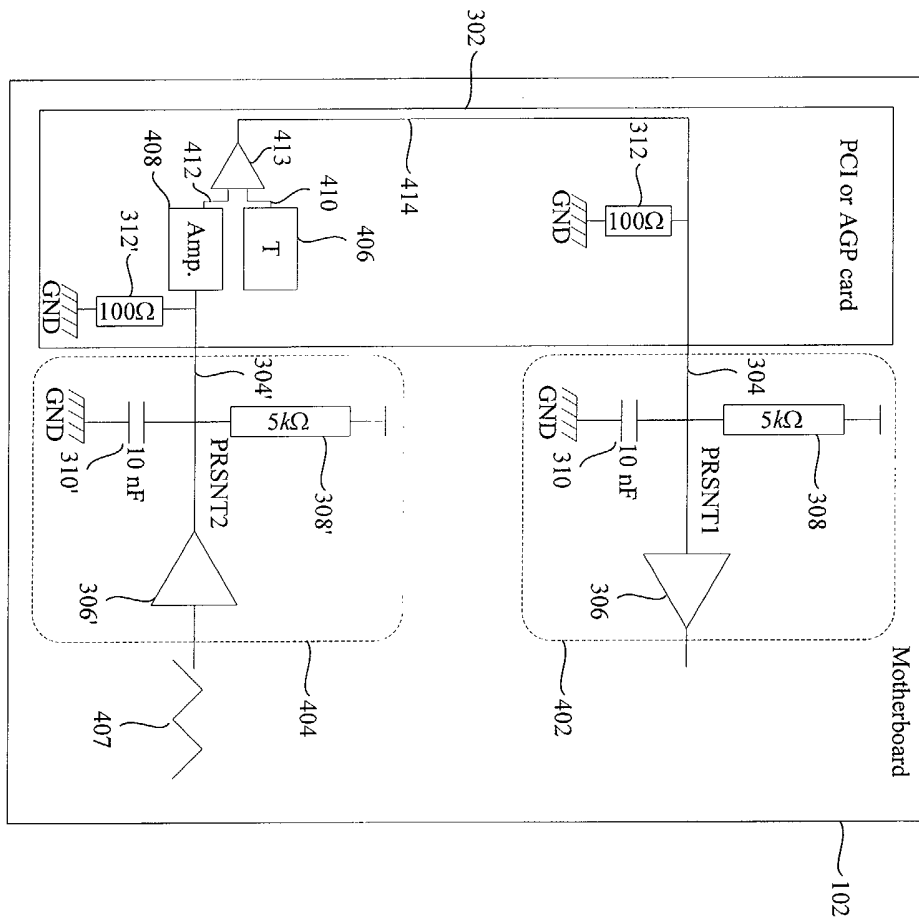 102
Motherboard
PCI or AGP card
308
5kΩ
PRSNT1
304
306
312
100Ω
10 nF
310
GND
GND
402
302
414
406
308'
404
410
413
T
5kΩ
304'
PRSNT2
412
Amp.
408
312'
100Ω
10 nF
306'
407
310'
GND
GND